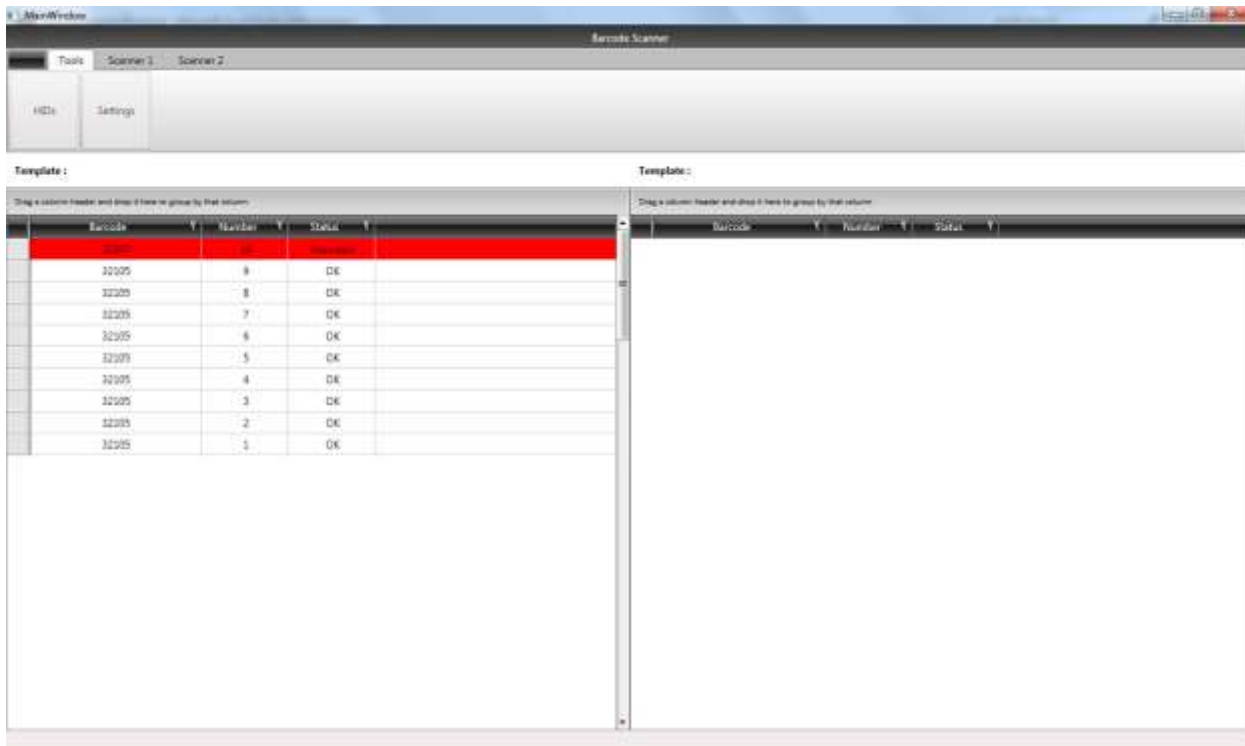 MainWindow
Barcode Scanner
Tools Scanner 1 Scanner 2
HIDs Settings
Template :
Drag a column header and drop it here to group by that column
Barcode Number Status
32105 9 OK
32105 8 OK
32105 7 OK
32105 6 OK
32105 5 OK
32105 4 OK
32105 3 OK
32105 2 OK
32105 1 OK
Template :
Drag a column header and drop it here to group by that column
Barcode Number Status